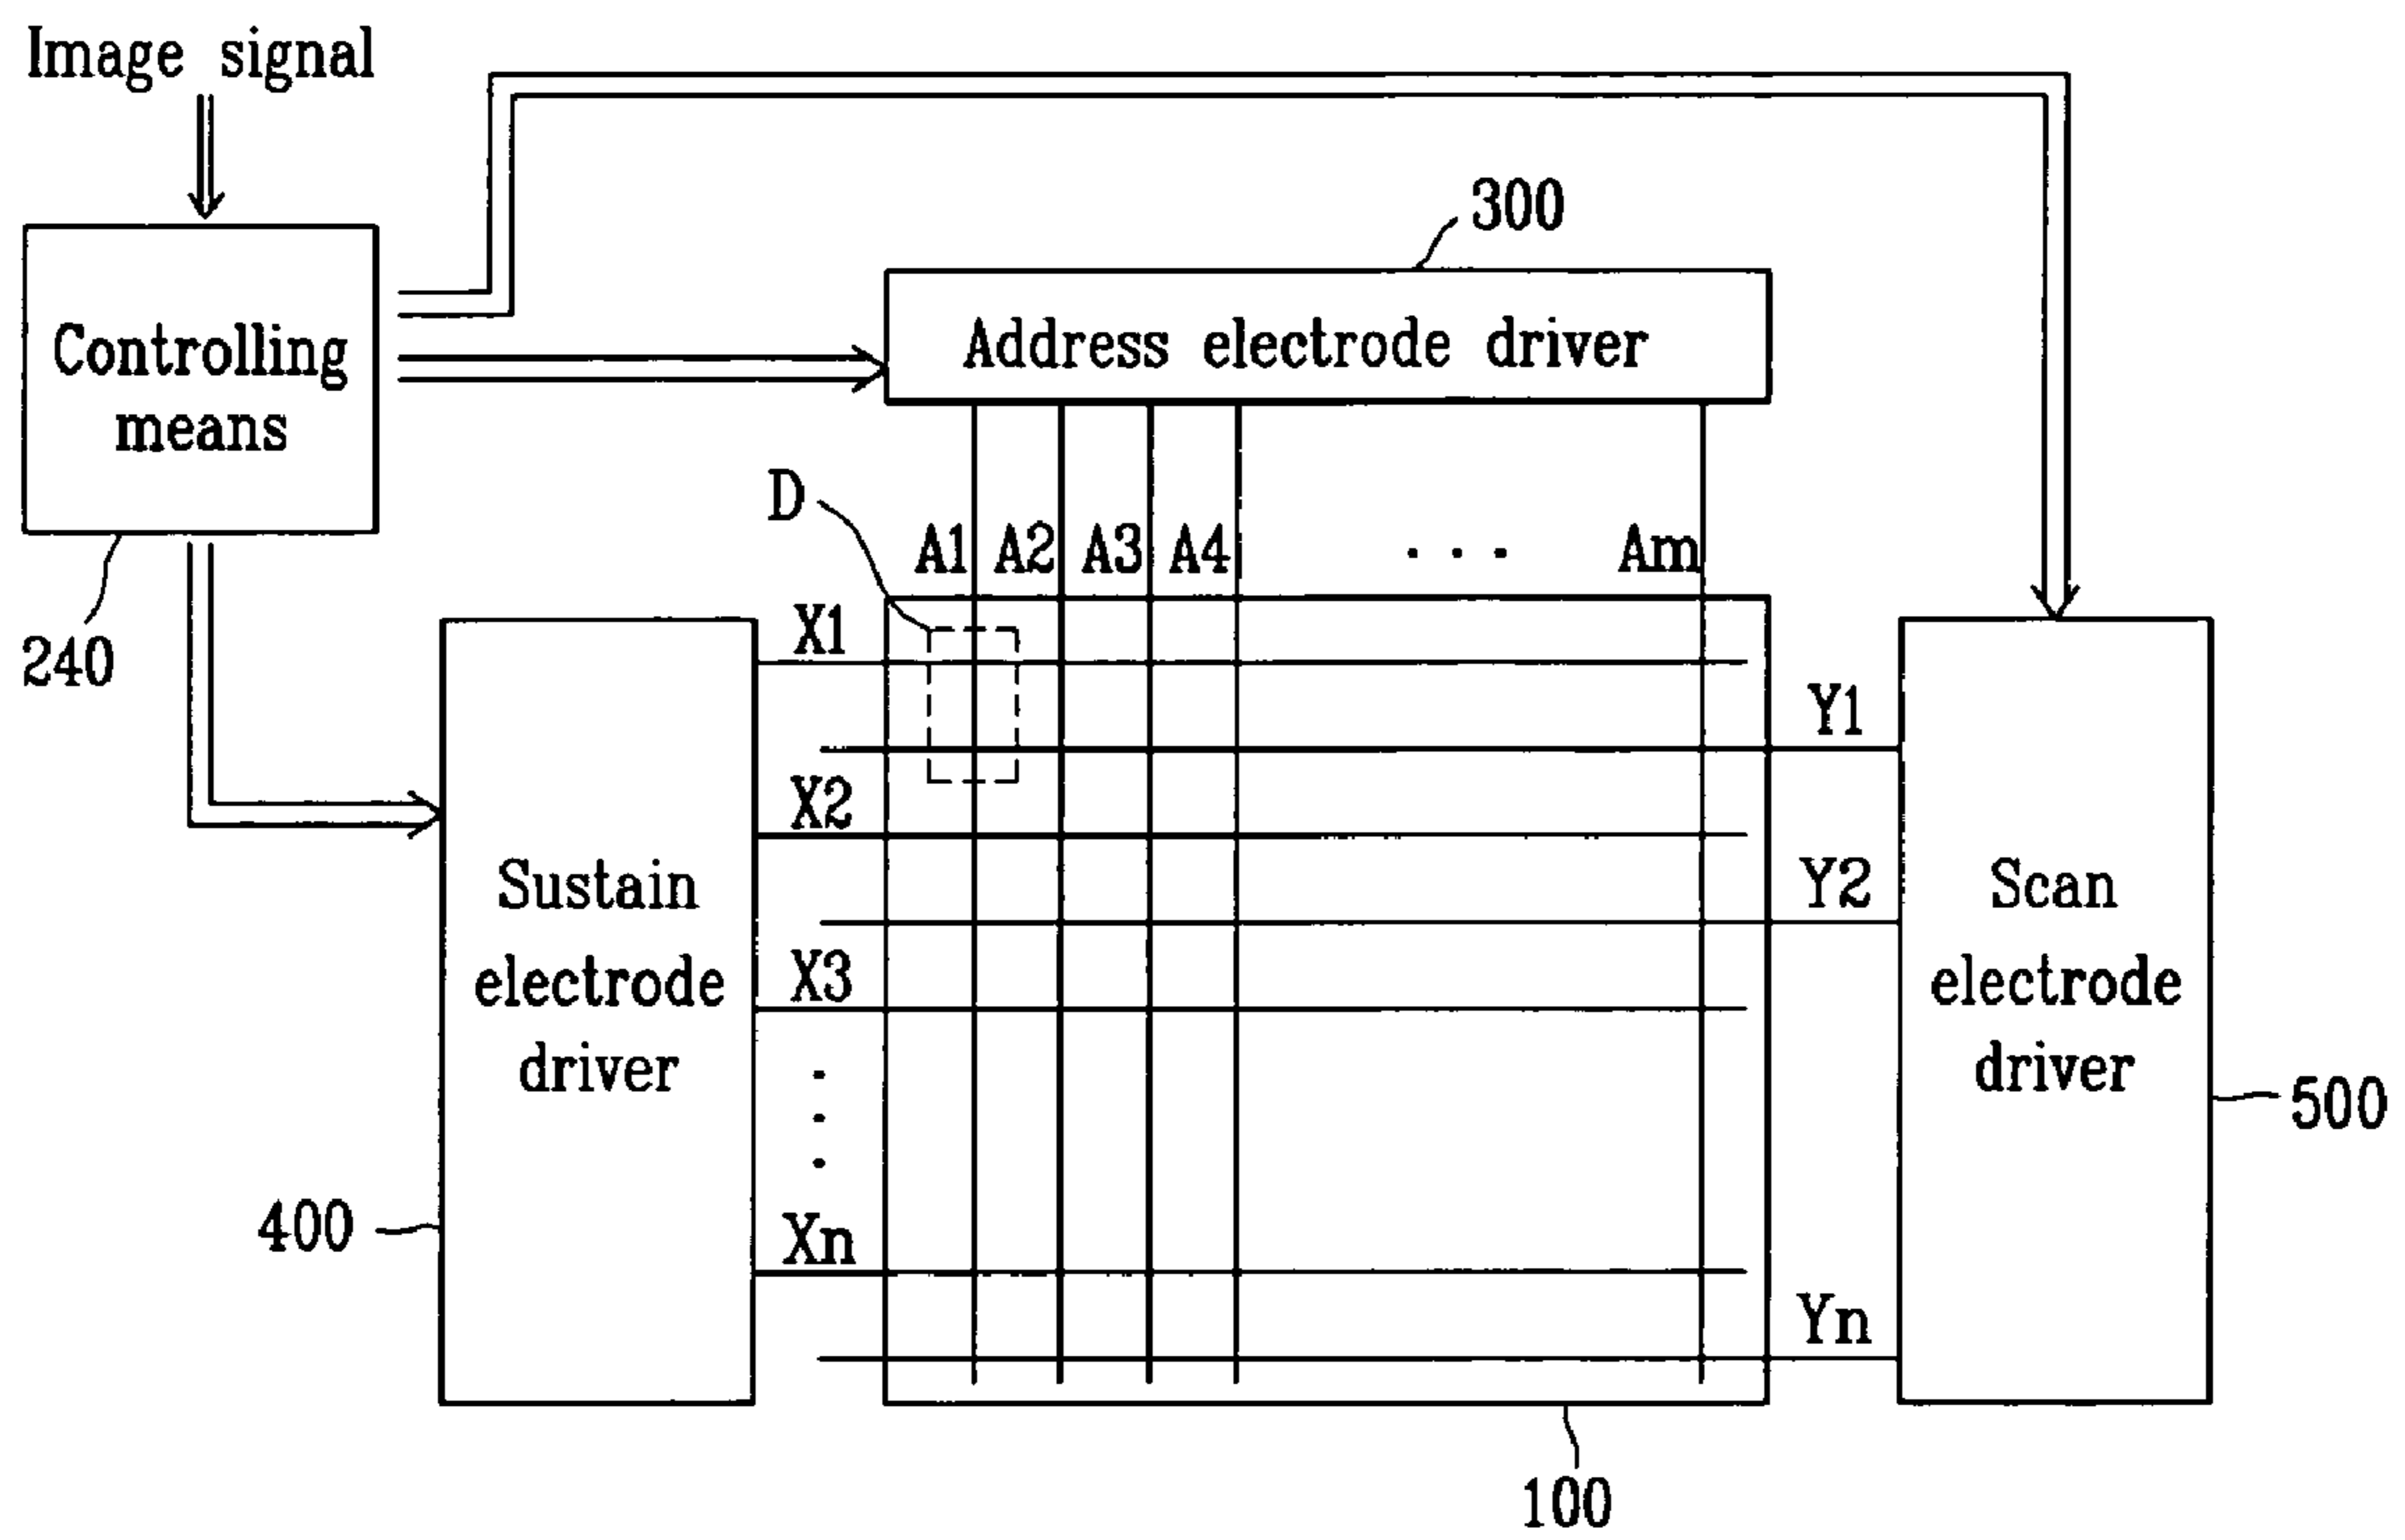 Image signal
300
Controlling
means
Address electrode driver
D
A1 A2 A3 A4 . . . Am
240
X1
Y1
X2
Y2
X3
Sustain
electrode
driver
Scan
electrode
driver
500
400
Xn
Yn
100